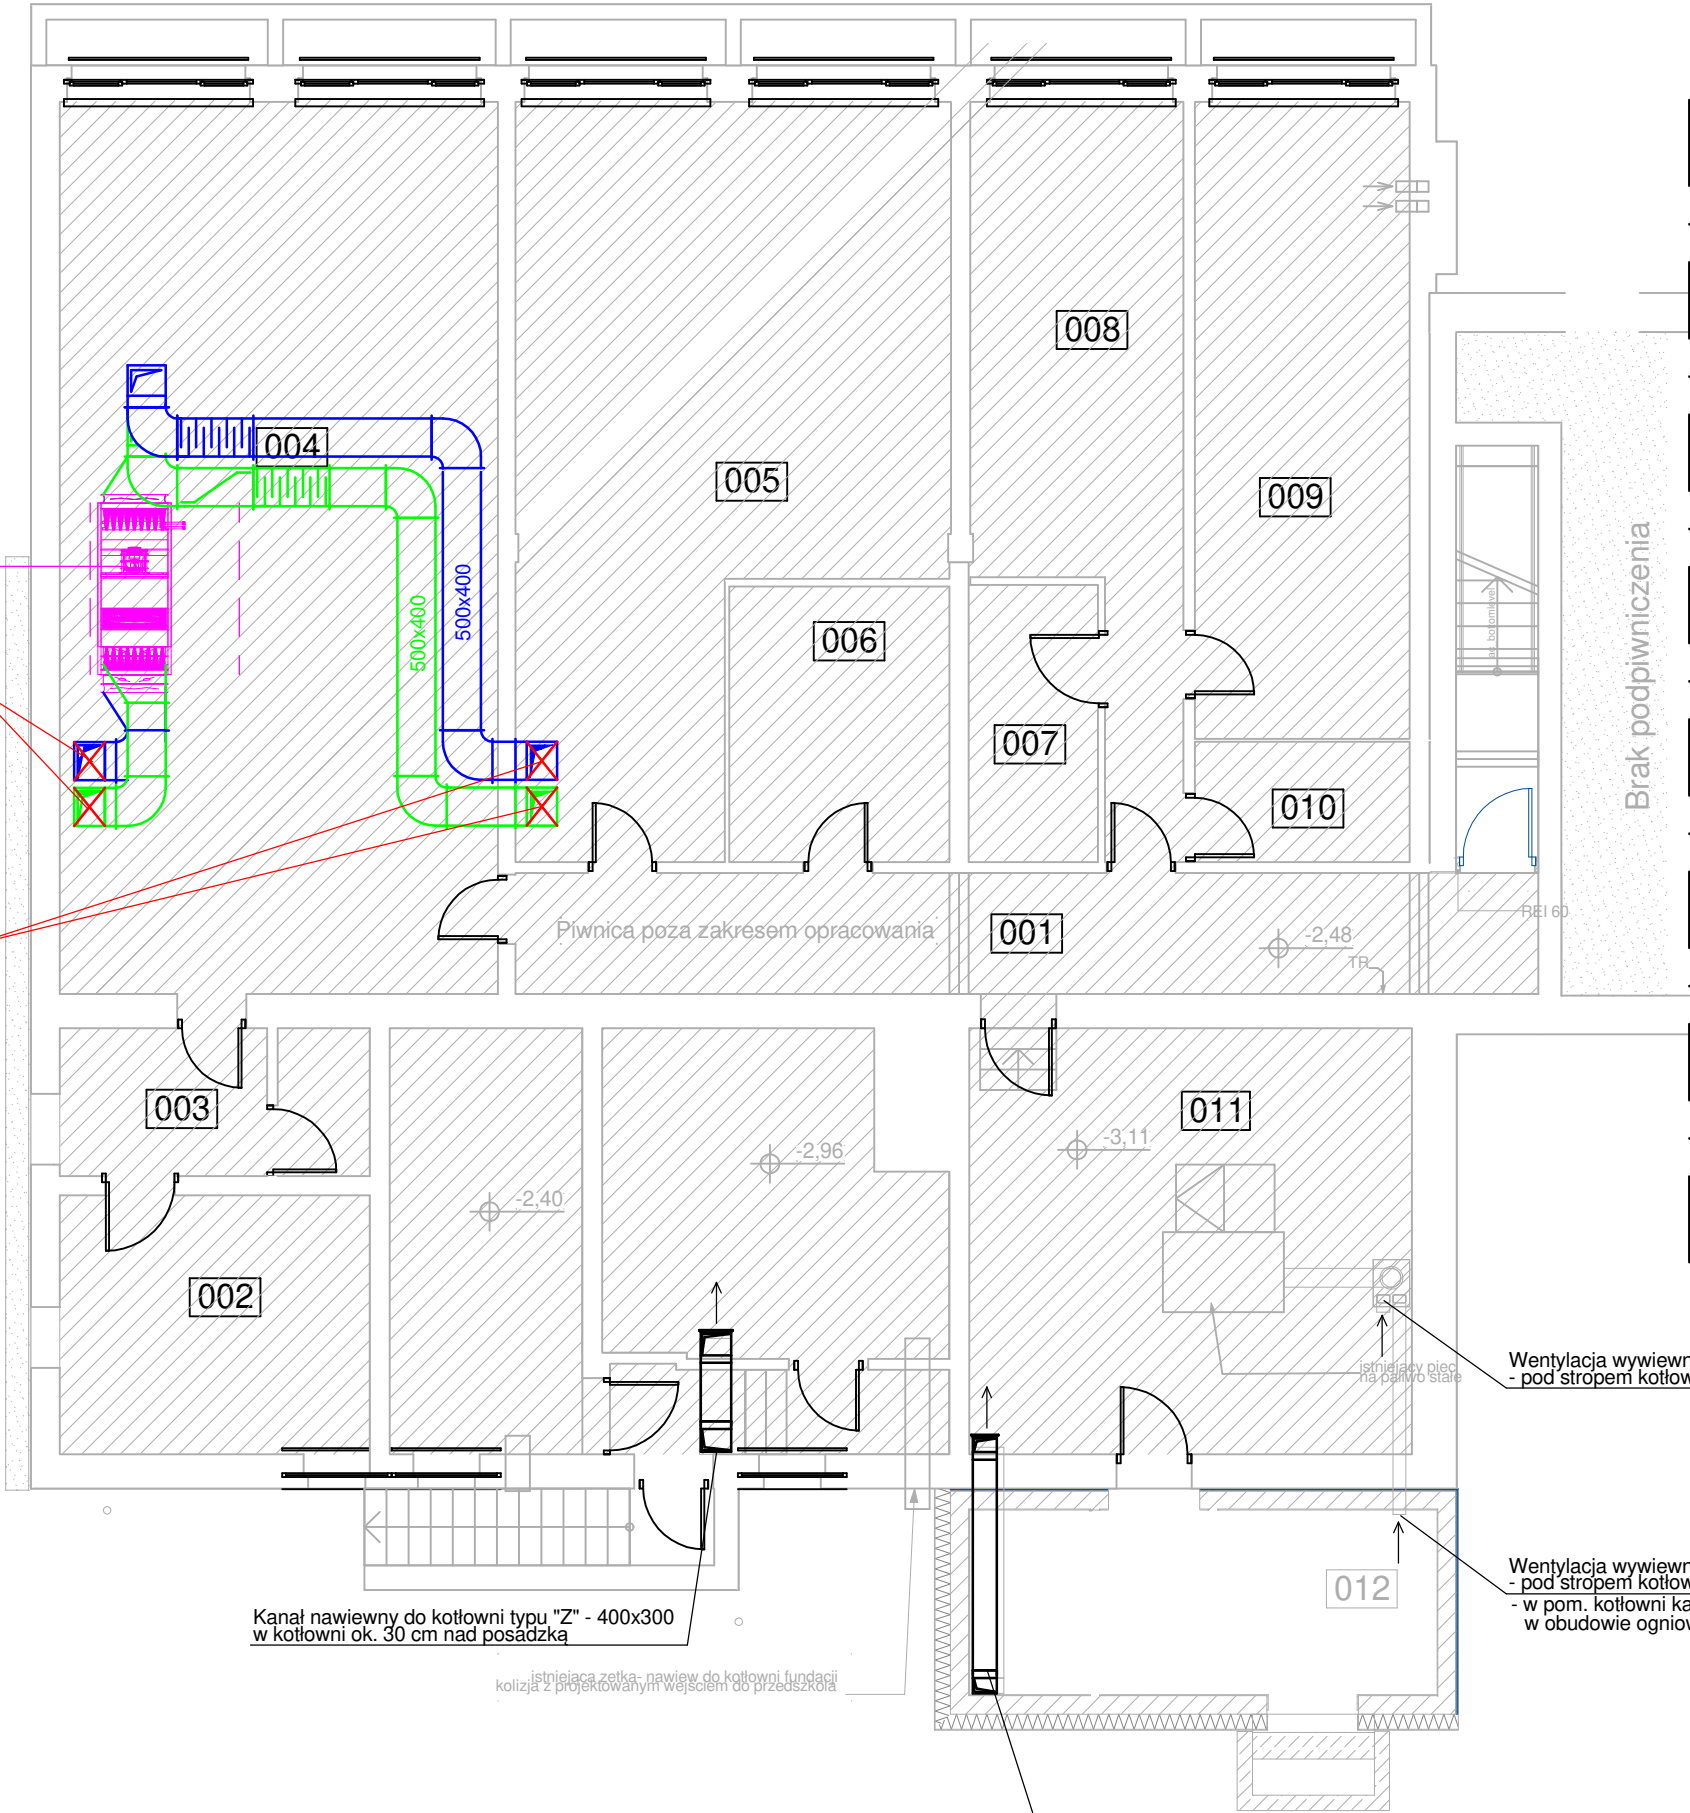 008
004
005
009
500x400
500x400
006
Brak podpiwniczenia
007
010
REI 60
Piwnica poza zakresem opracowania
001
-2,48
TR
003
011
-3,11
-2,96
-2,40
002
istniejący piec
na paliwo stałe
Wentylacja wywiewn
- pod stropem kotłow
Wentylacja wywiewn
- pod stropem kotłow
- w pom. kotłowni ka
w obudowie ogniow
012
Kanał nawiewny do kotłowni typu "Z" - 400x300
w kotłowni ok. 30 cm nad posadzką
istniejąca zetka- nawiew do kotłowni fundacji
kolizja z projektowanym wejściem do przedszkola